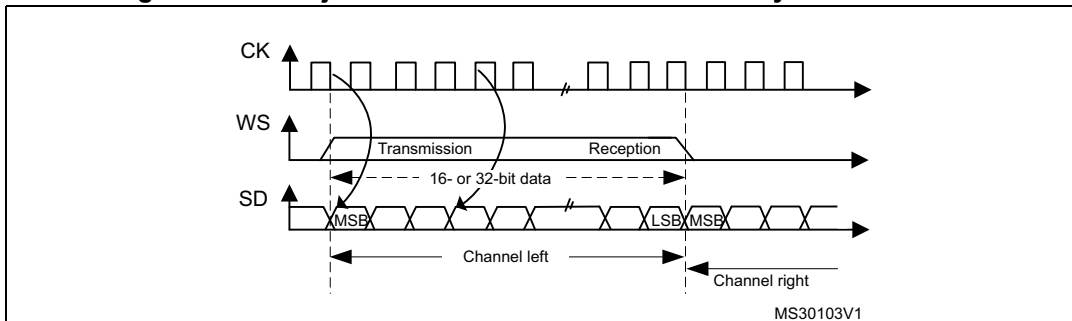 CK
WS
Transmission Reception
16- or 32-bit data
SD
MSB LSB MSB
Channel left
Channel right
MS30103V1